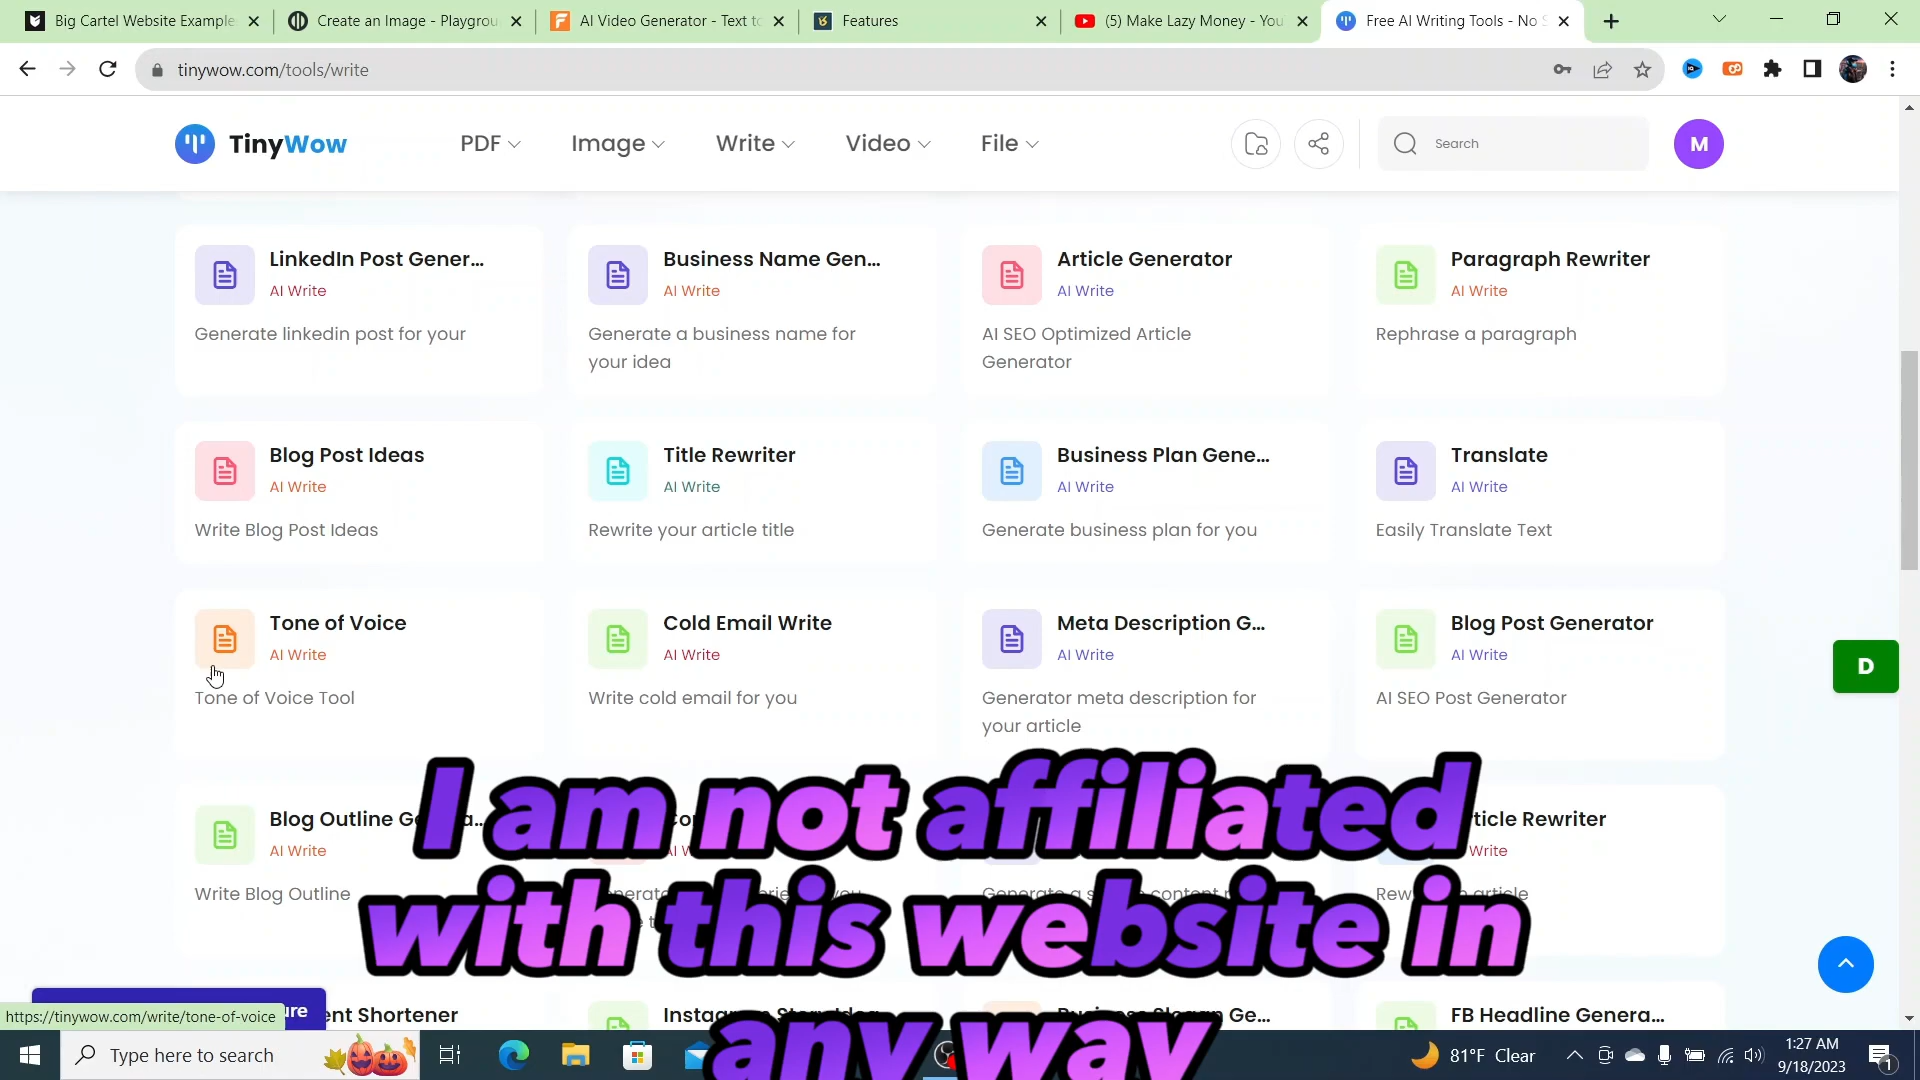 Big Cartel Website Example
Create an Image - Playgrou
AI Video Generator - Text to
Features
(5) Make Lazy Money - You
Free AI Writing Tools - No S
tinywow.com/tools/write
TinyWow
PDF
Image
Write
Video
File
Search
M
LinkedIn Post Gener...
AI Write
Generate linkedin post for your
Business Name Gen...
AI Write
Generate a business name for
your idea
Article Generator
AI Write
AI SEO Optimized Article
Generator
Paragraph Rewriter
AI Write
Rephrase a paragraph
Blog Post Ideas
AI Write
Write Blog Post Ideas
Title Rewriter
AI Write
Rewrite your article title
Business Plan Gene...
AI Write
Generate business plan for you
Translate
AI Write
Easily Translate Text
Tone of Voice
AI Write
Tone of Voice Tool
Cold Email Write
AI Write
Write cold email for you
Meta Description G...
AI Write
Generator meta description for
your article
Blog Post Generator
AI Write
AI SEO Post Generator
D
Blog Outline
AI Write
Write Blog Outline
ticle Rewriter
Write
article
I am not affiliated
with this website in
any way
ent Shortener
FB Headline Genera...
https://tinywow.com/write/tone-of-voice
Type here to search
81°F Clear
1:27 AM
9/18/2023
1